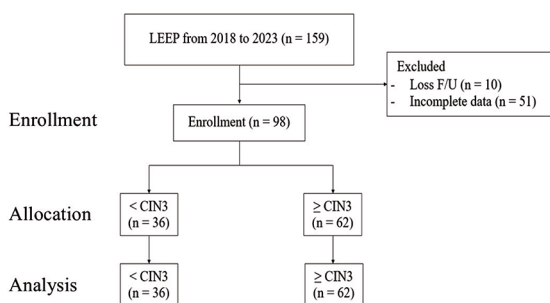 LEEP from 2018 to 2023 (n = 159)
Excluded
- Loss F/U (n = 10)
- Incomplete data (n = 51)
Enrollment
Enrollment (n = 98)
Allocation
< CIN3
(n = 36)
≥ CIN3
(n = 62)
Analysis
< CIN3
(n = 36)
≥ CIN3
(n = 62)